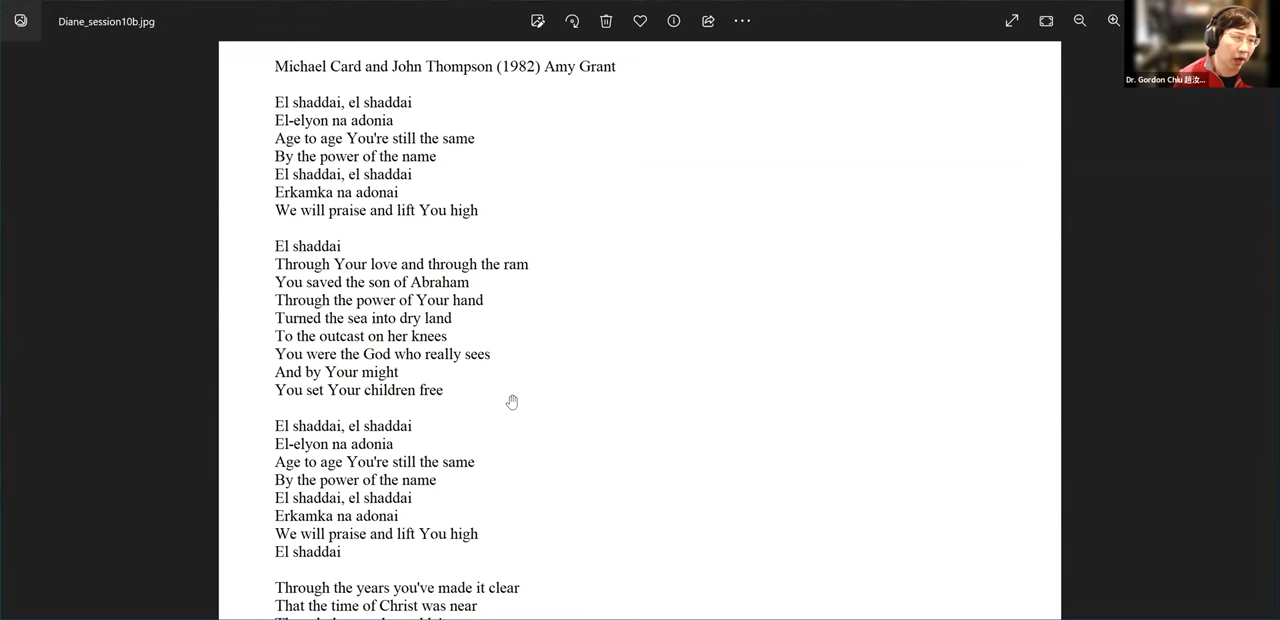 Diane_session10b.jpg
Dr. Gordon Chiu 趙汝...
Michael Card and John Thompson (1982) Amy Grant
El shaddai, el shaddai
El-elyon na adonia
Age to age You're still the same
By the power of the name
El shaddai, el shaddai
Erkamka na adonai
We will praise and lift You high
El shaddai
Through Your love and through the ram
You saved the son of Abraham
Through the power of Your hand
Turned the sea into dry land
To the outcast on her knees
You were the God who really sees
And by Your might
You set Your children free
El shaddai, el shaddai
El-elyon na adonia
Age to age You're still the same
By the power of the name
El shaddai, el shaddai
Erkamka na adonai
We will praise and lift You high
El shaddai
Through the years you've made it clear
That the time of Christ was near